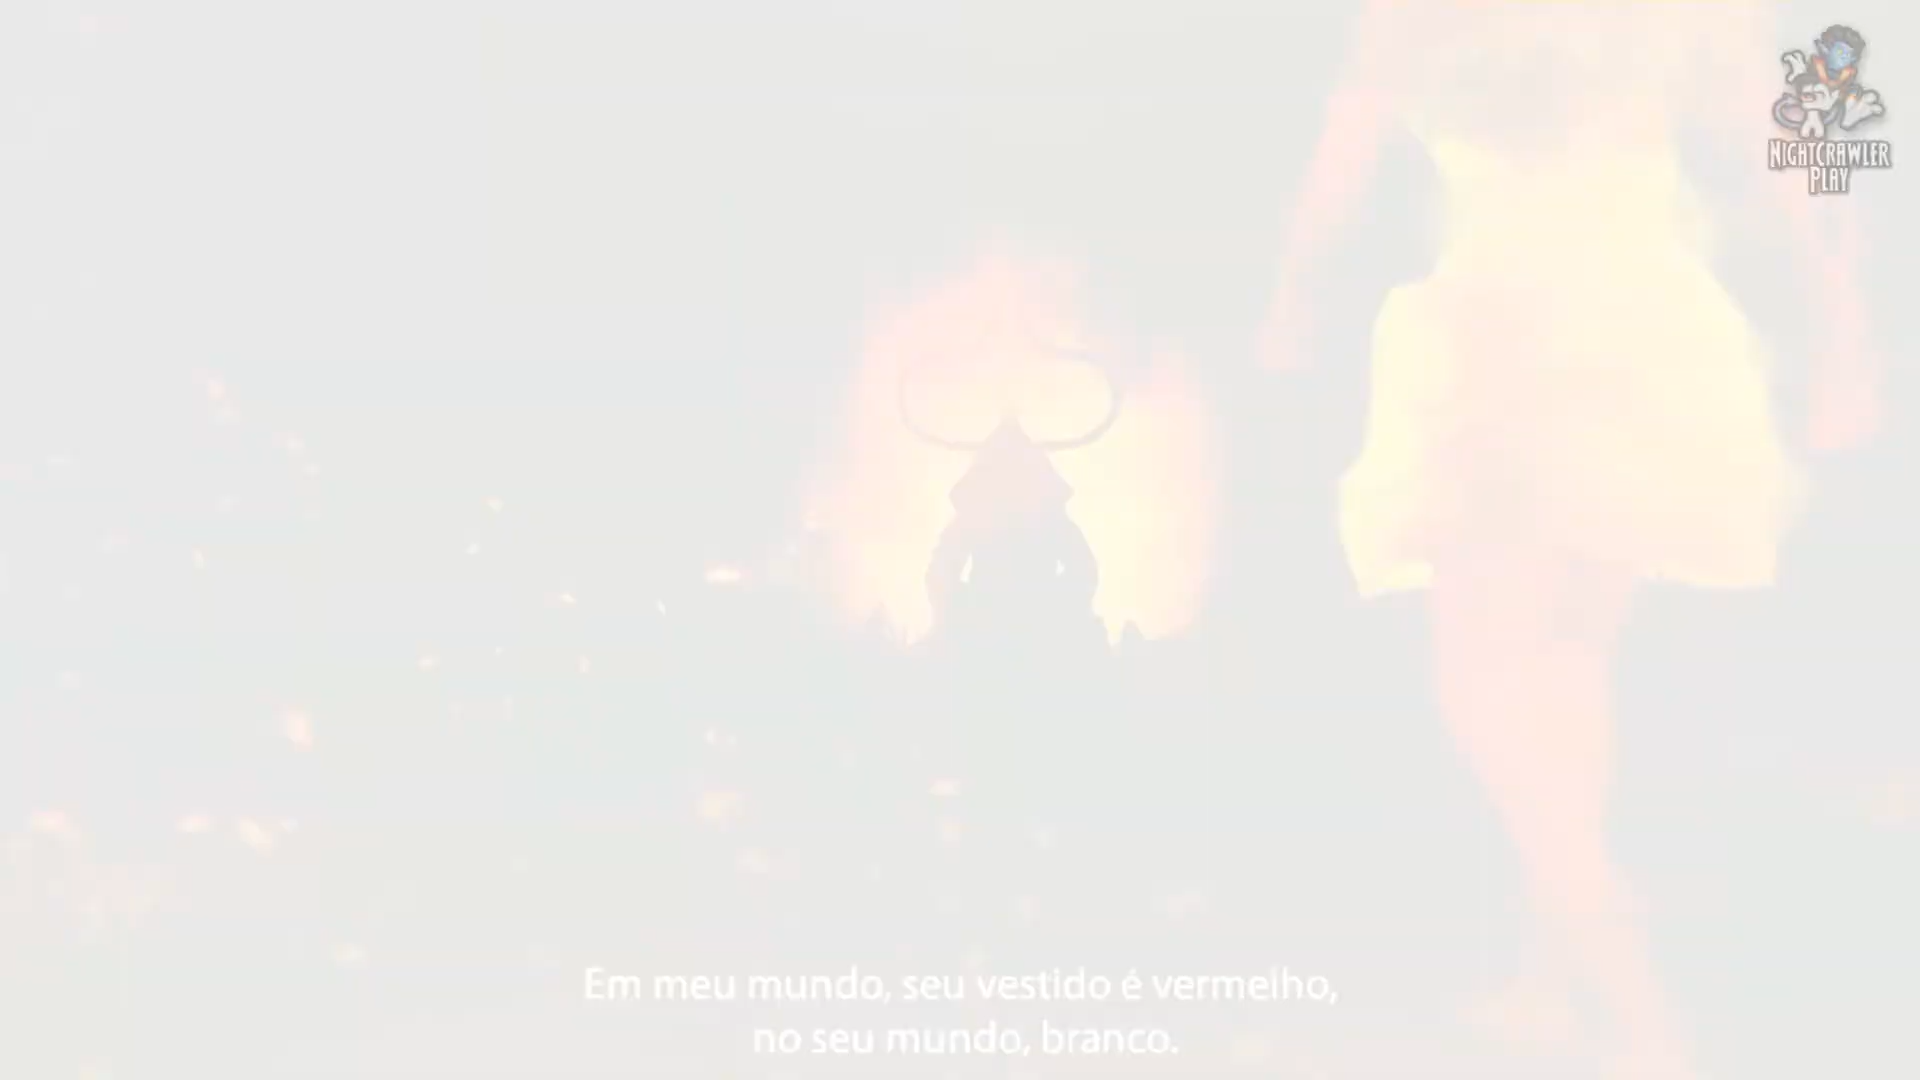 NIGHTCRAWLER
PLAY
Em meu mundo, seu vestido é vermelho,
no seu mundo, branco.